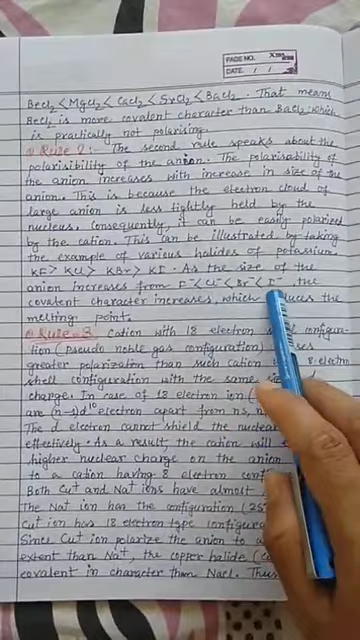 PAGE NO.
DATE. / /
BeCl₂ < MgCl₂ < CaCl₂ < SrCl₂ < BaCl₂. That means
BeCl₂ is more covalent character than BaCl₂ which
is practically not polarising.
Rule 2:- The second rule speaks about the
polarisibility of the anion. The polarisability of
the anion increases with increase in size of the
anion. This is because the electron cloud of
large anion is less tightly held by the
nucleus. Consequently, it can be easily polarized
by the cation. This can be illustrated by taking
the example of various halides of potassium.
KF > KCl > KBr > KI. As the size of the
anion increases from F⁻ < Cl⁻ < Br⁻ < I⁻, the
covalent character increases, which the
melting point.
Rule-3 Cation with 18 electron
tion (pseudo noble gas configuration)
greater polarization than such cation 8 electron
shell configuration with the same
charge. In case of 18 electron ion
are (n-1)d¹⁰ electron apart from ns,
The d electron cannot shield the nuclear
effectively. As a result, the cation will
higher nuclear charge on the anion
to a cation having 8 electron
Both Cu⁺ and Na⁺ ions have almost
The Na⁺ ion has the configuration
Cu⁺ ion has 18 electron type
Since Cu⁺ ion polarize the anion to a
extent than Na⁺, the copper halide
covalent in character than NaCl. Thus